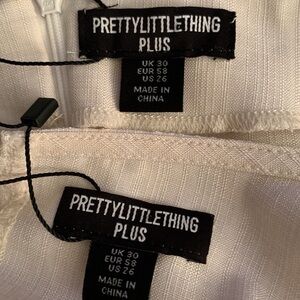 PRETTYLITTLETHING
PLUS
UK 30
EUR 58
US 26
MADE IN
CHINA
PRETTYLITTLETHING
PLUS
UK 30
EUR 58
US 26
MADE IN
CHINA